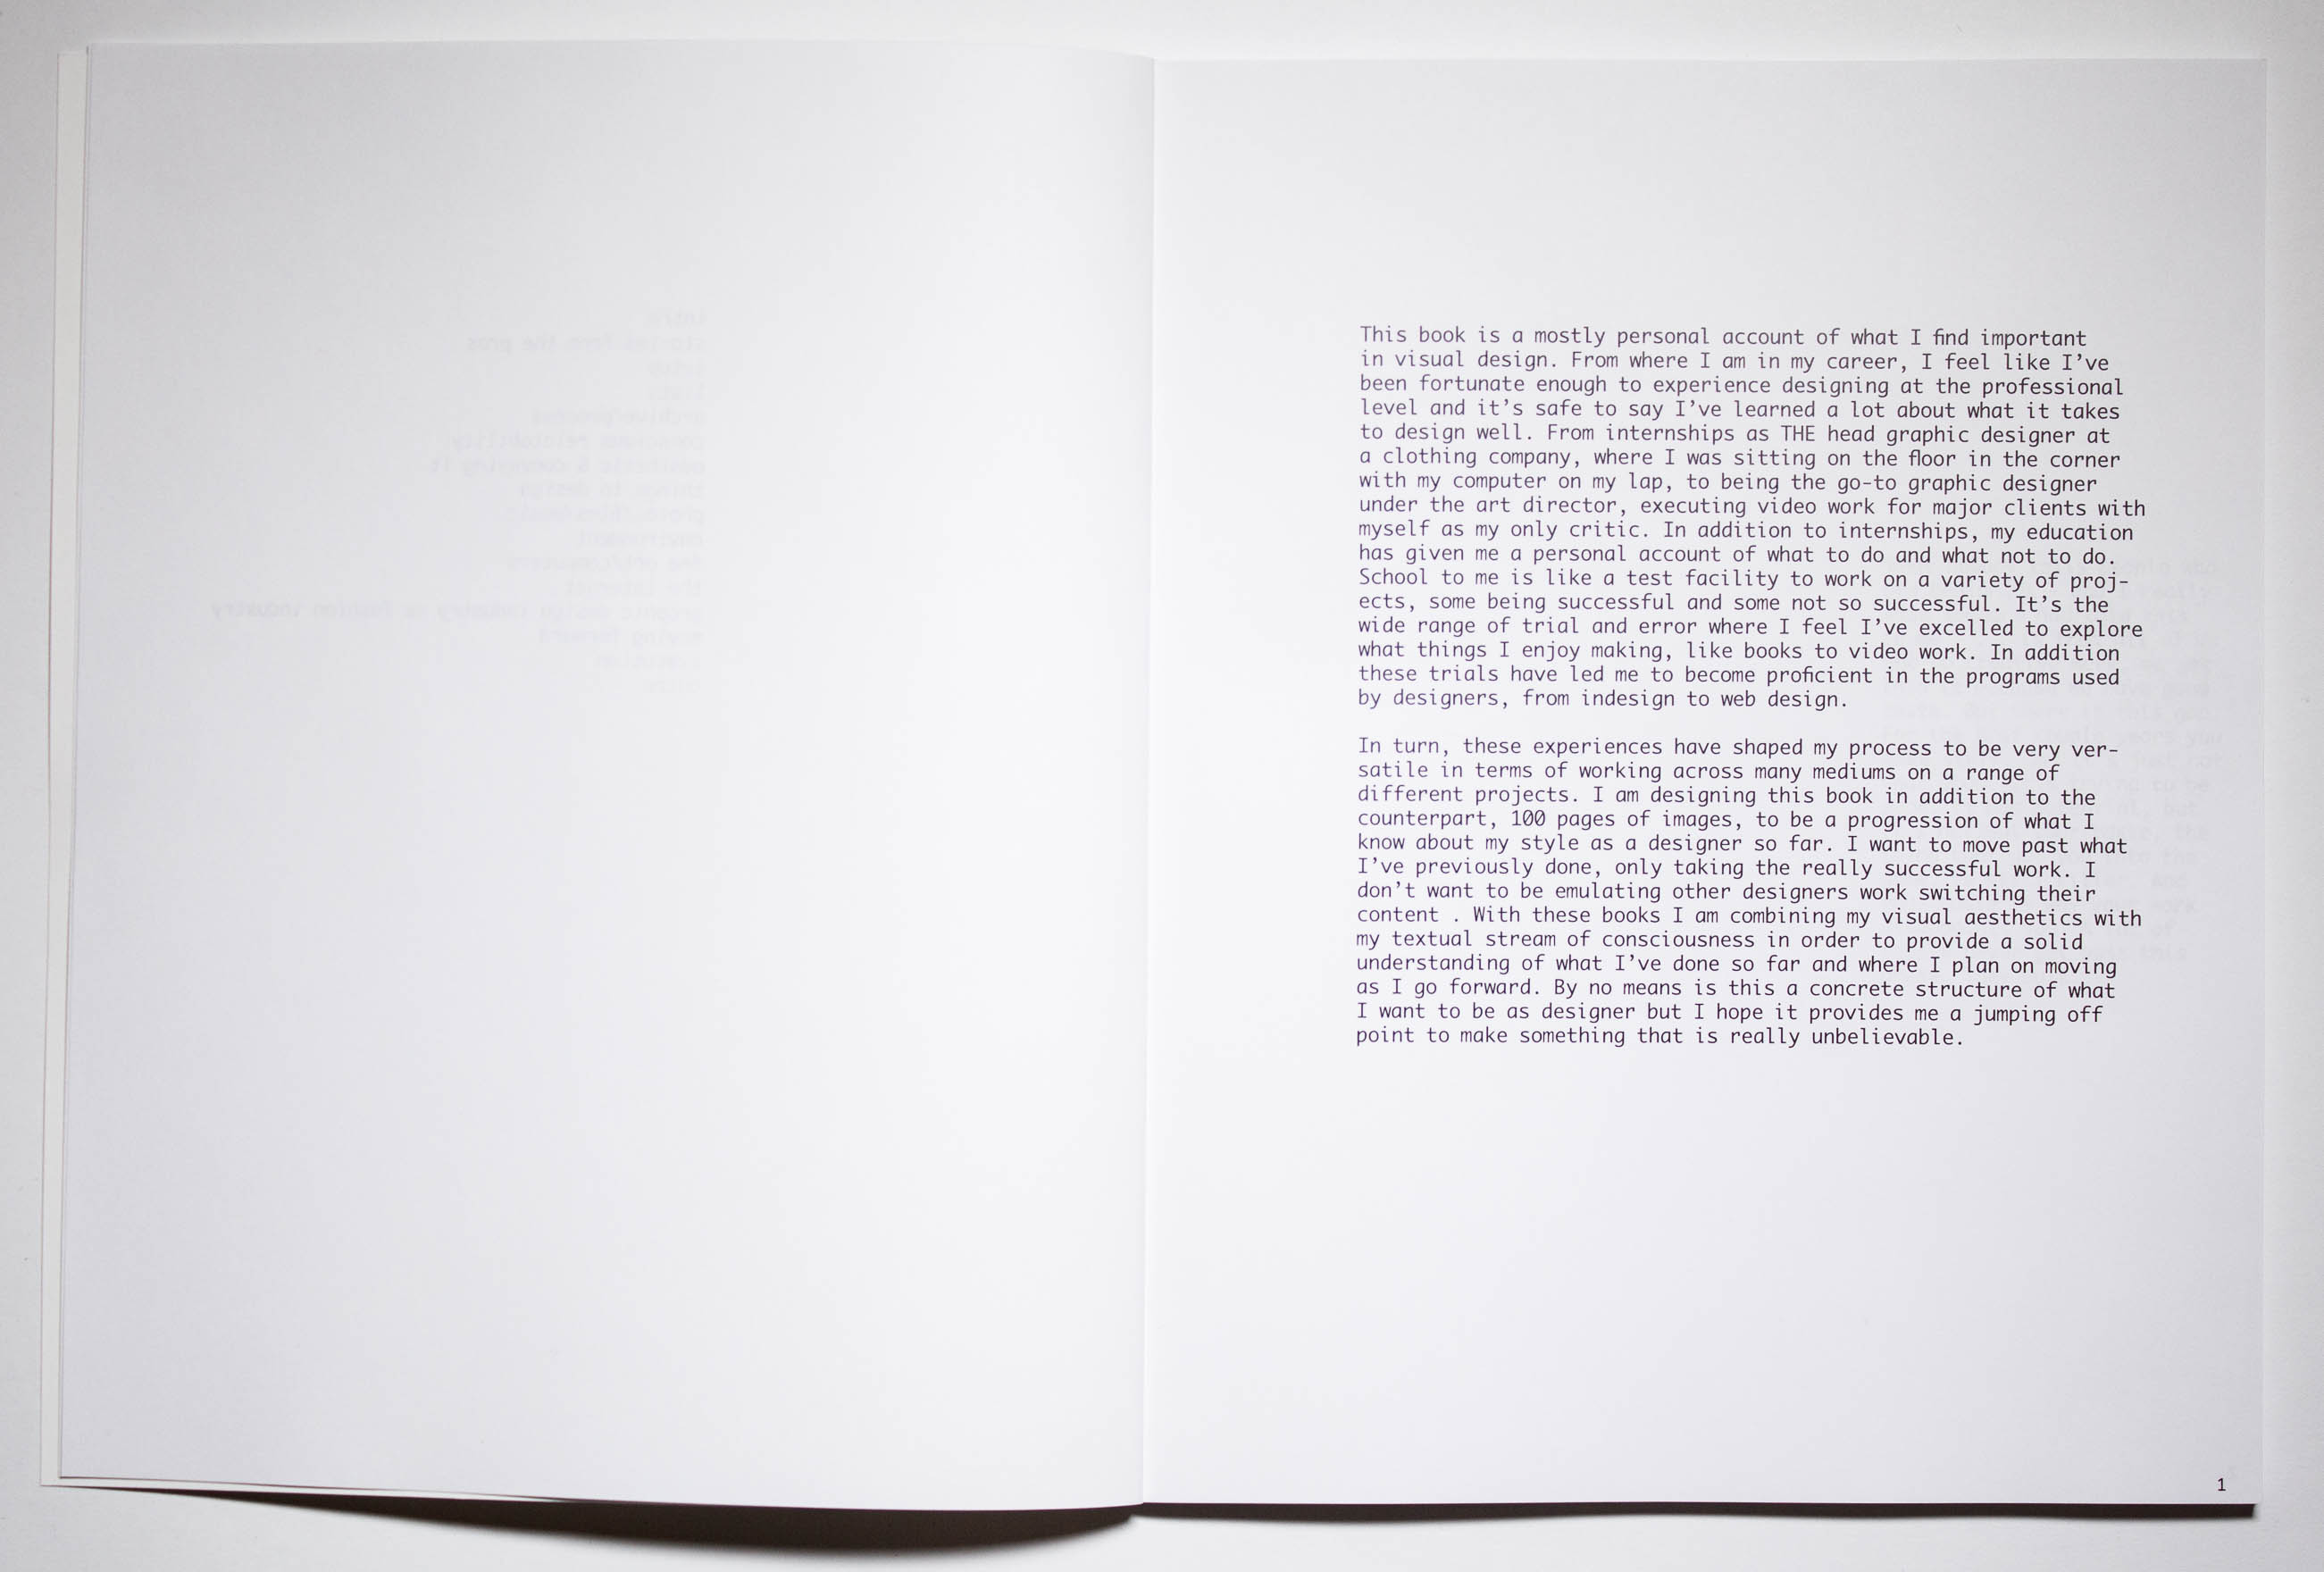 This book is a mostly personal account of what I find important
in visual design. From where I am in my career, I feel like I’ve
been fortunate enough to experience designing at the professional
level and it’s safe to say I’ve learned a lot about what it takes
to design well. From internships as THE head graphic designer at
a clothing company, where I was sitting on the floor in the corner
with my computer on my lap, to being the go-to graphic designer
under the art director, executing video work for major clients with
myself as my only critic. In addition to internships, my education
has given me a personal account of what to do and what not to do.
School to me is like a test facility to work on a variety of proj-
ects, some being successful and some not so successful. It’s the
wide range of trial and error where I feel I’ve excelled to explore
what things I enjoy making, like books to video work. In addition
these trials have led me to become proficient in the programs used
by designers, from indesign to web design.

In turn, these experiences have shaped my process to be very ver-
satile in terms of working across many mediums on a range of
different projects. I am designing this book in addition to the
counterpart, 100 pages of images, to be a progression of what I
know about my style as a designer so far. I want to move past what
I’ve previously done, only taking the really successful work. I
don’t want to be emulating other designers work switching their
content . With these books I am combining my visual aesthetics with
my textual stream of consciousness in order to provide a solid
understanding of what I’ve done so far and where I plan on moving
as I go forward. By no means is this a concrete structure of what
I want to be as designer but I hope it provides me a jumping off
point to make something that is really unbelievable.
1